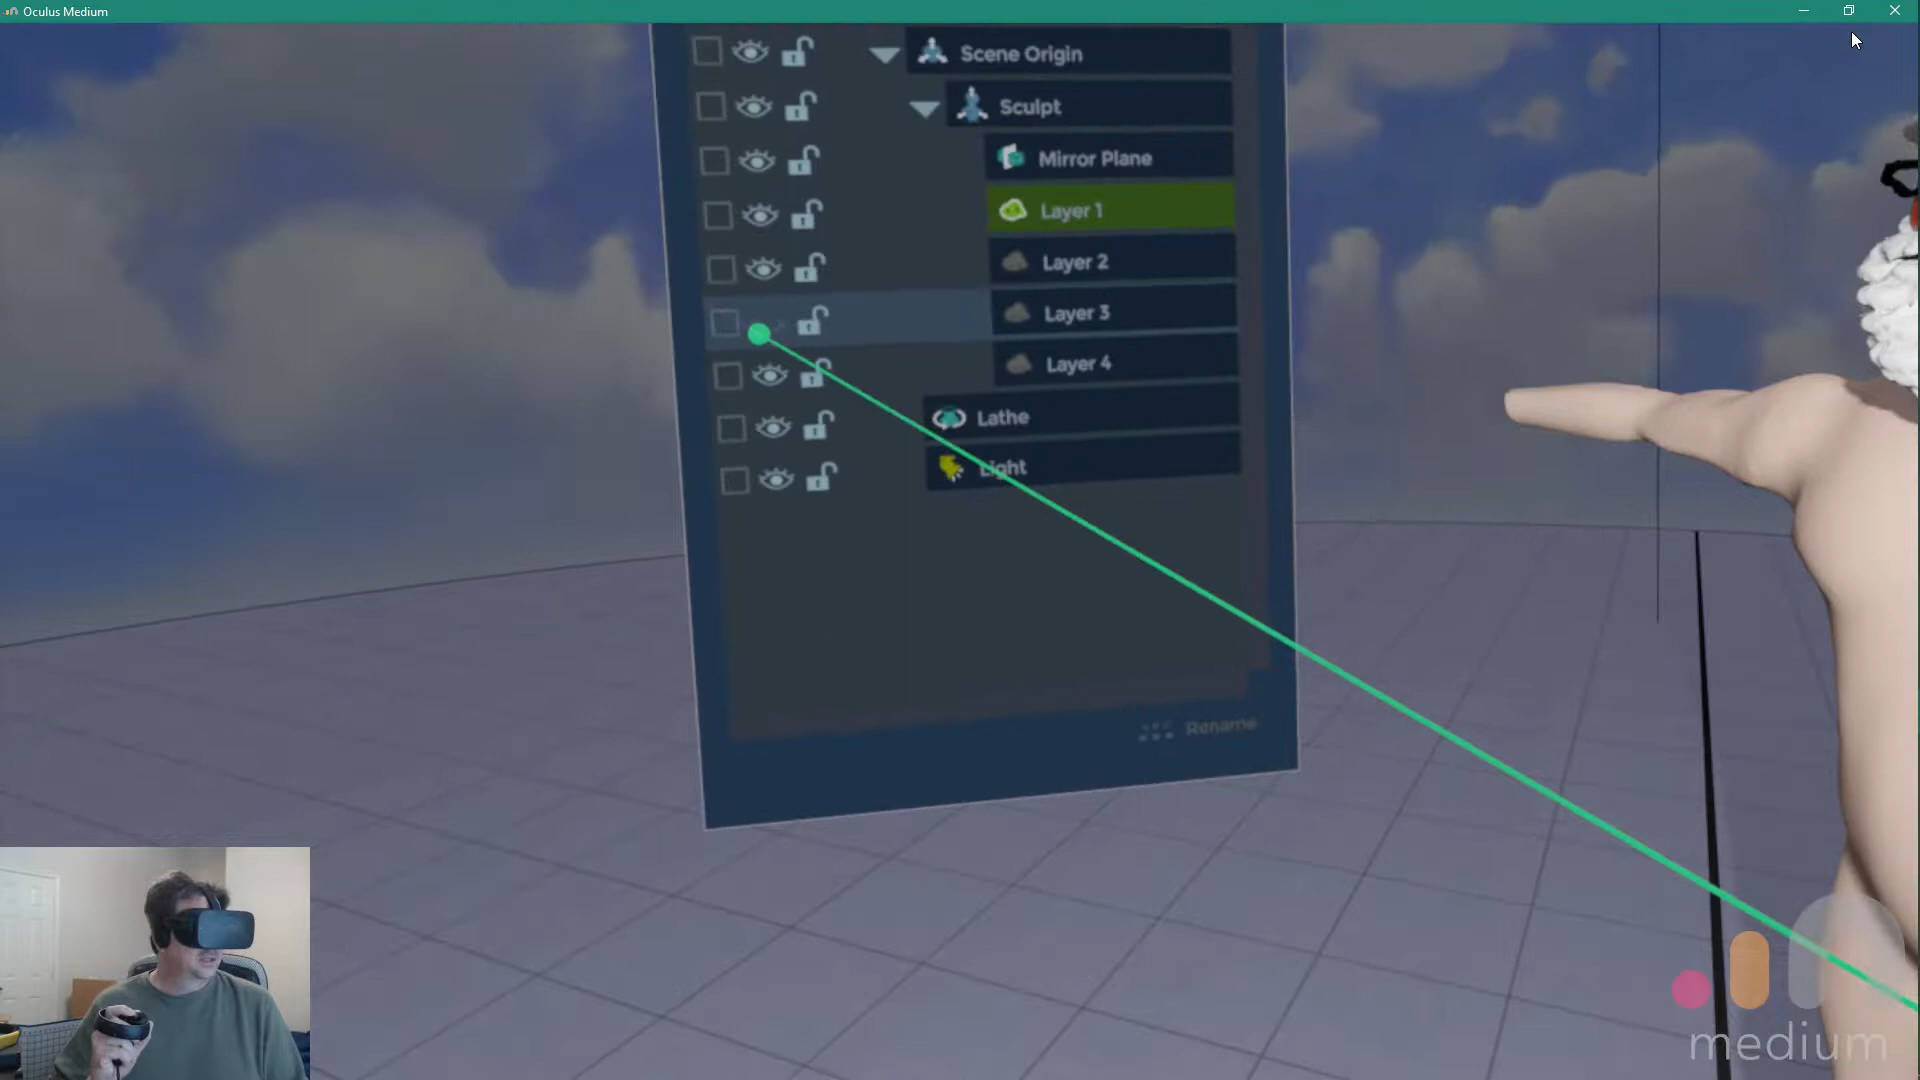 Oculus Medium
Scene Origin
Sculpt
Mirror Plane
Layer 1
Layer 2
Layer 3
Layer 4
Lathe
Light
Rename
medium